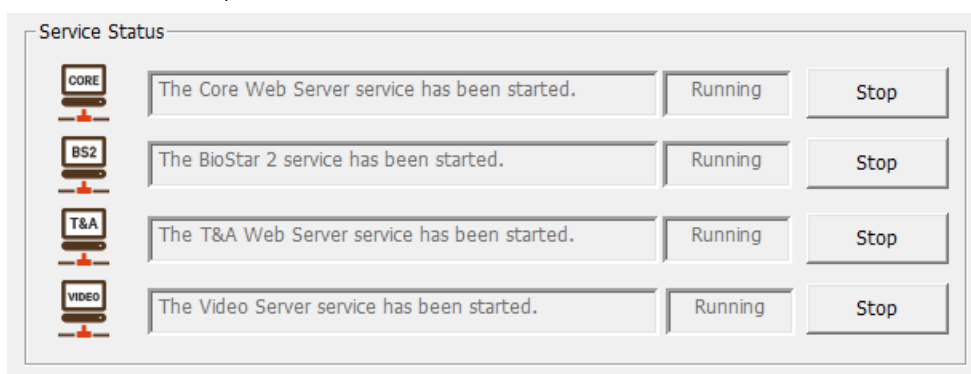 Service Status
CORE
The Core Web Server service has been started.
Running
Stop
BS2
The BioStar 2 service has been started.
Running
Stop
T&A
The T&A Web Server service has been started.
Running
Stop
VIDEO
The Video Server service has been started.
Running
Stop